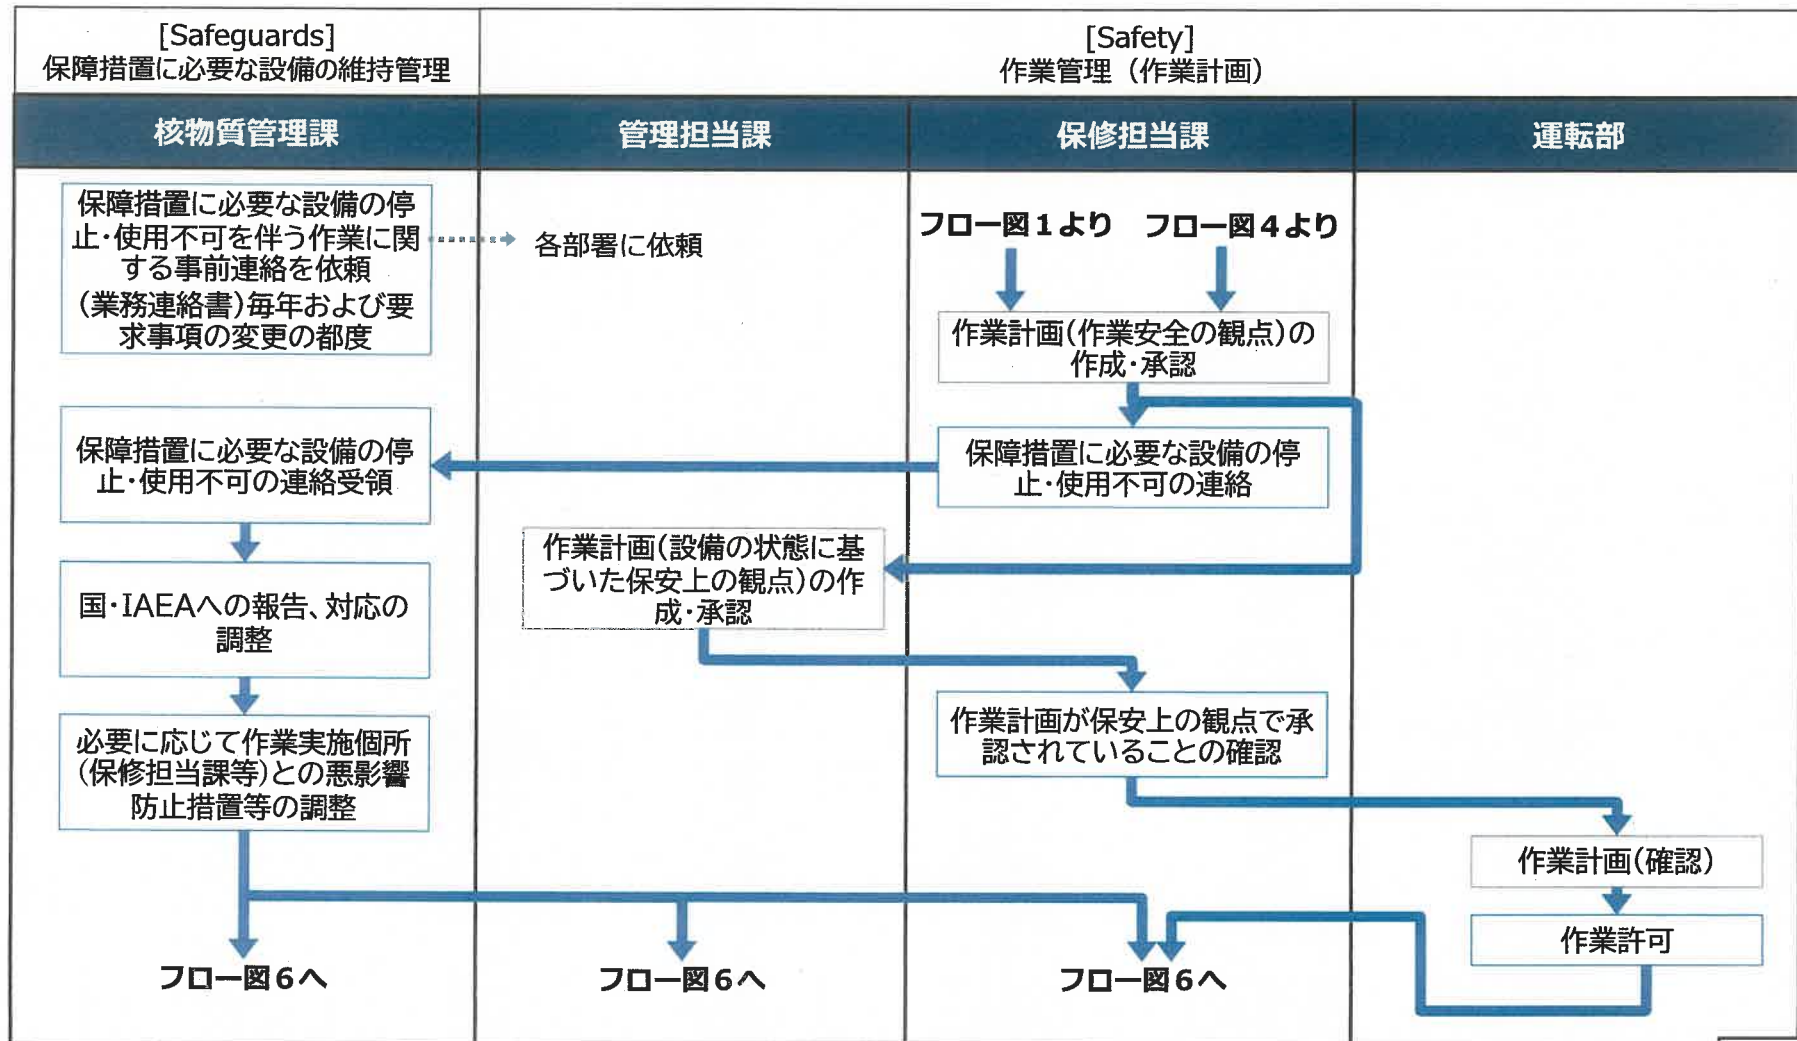 [Safeguards]
保障措置に必要な設備の維持管理
[Safety]
作業管理（作業計画）
核物質管理課
管理担当課
保修担当課
運転部
保障措置に必要な設備の停
止・使用不可を伴う作業に関
する事前連絡を依頼
(業務連絡書)毎年および要
求事項の変更の都度
各部署に依頼
フロー図１より
フロー図４より
作業計画(作業安全の観点)の
作成・承認
保障措置に必要な設備の停
止・使用不可の連絡受領
保障措置に必要な設備の停
止・使用不可の連絡
作業計画(設備の状態に基
づいた保安上の観点)の作
成・承認
国・IAEAへの報告、対応の
調整
作業計画が保安上の観点で承
認されていることの確認
必要に応じて作業実施個所
(保修担当課等)との悪影響
防止措置等の調整
作業計画(確認)
作業許可
フロー図６へ
フロー図６へ
フロー図６へ